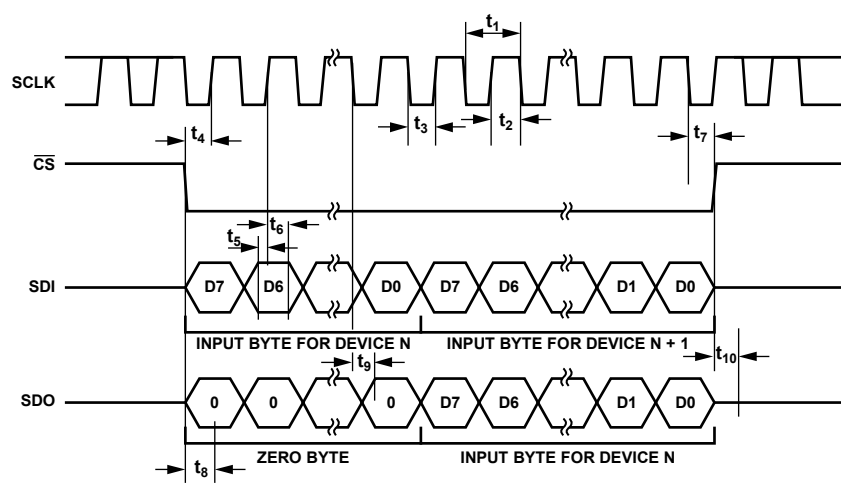 t1
SCLK
t3
t2
t4
t7
CS
t6
t5
SDI
D7
D6
D0
D7
D6
D1
D0
INPUT BYTE FOR DEVICE N
INPUT BYTE FOR DEVICE N + 1
t9
t10
SDO
0
0
0
D7
D6
D1
D0
ZERO BYTE
INPUT BYTE FOR DEVICE N
t8